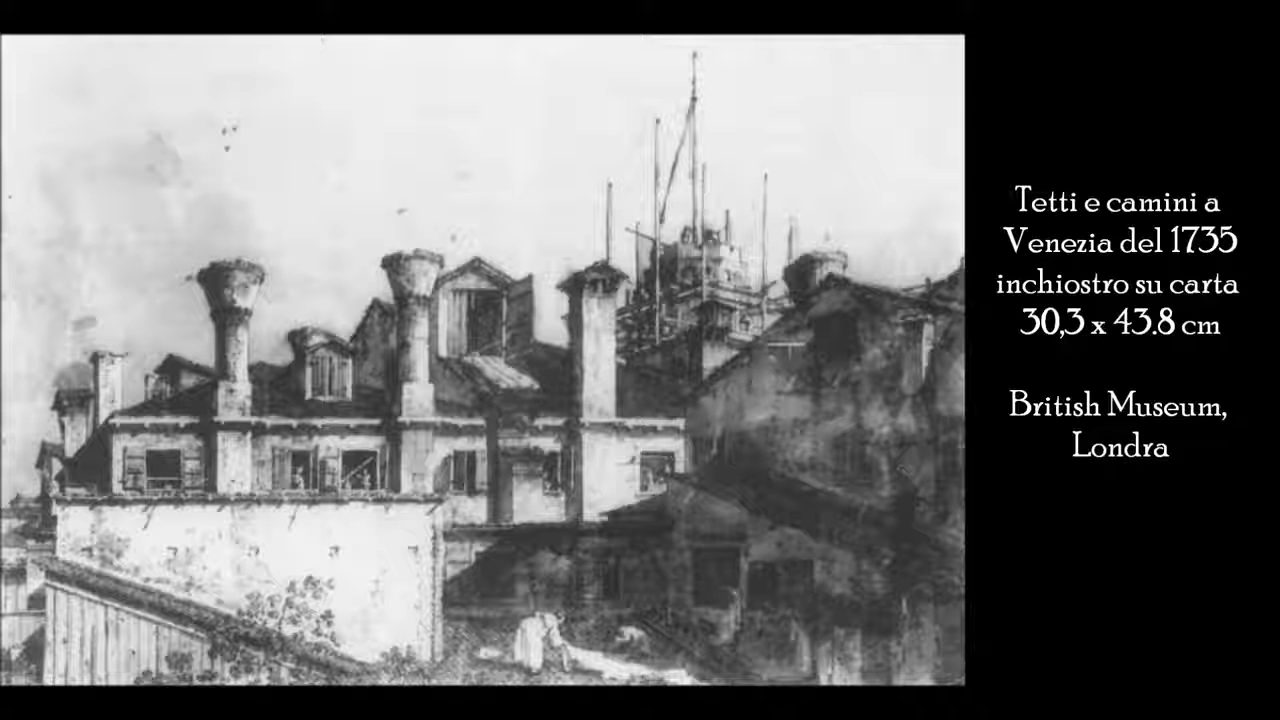 Tetti e camini a
Venezia del 1735
inchiostro su carta
30,3 x 43.8 cm
British Museum,
Londra